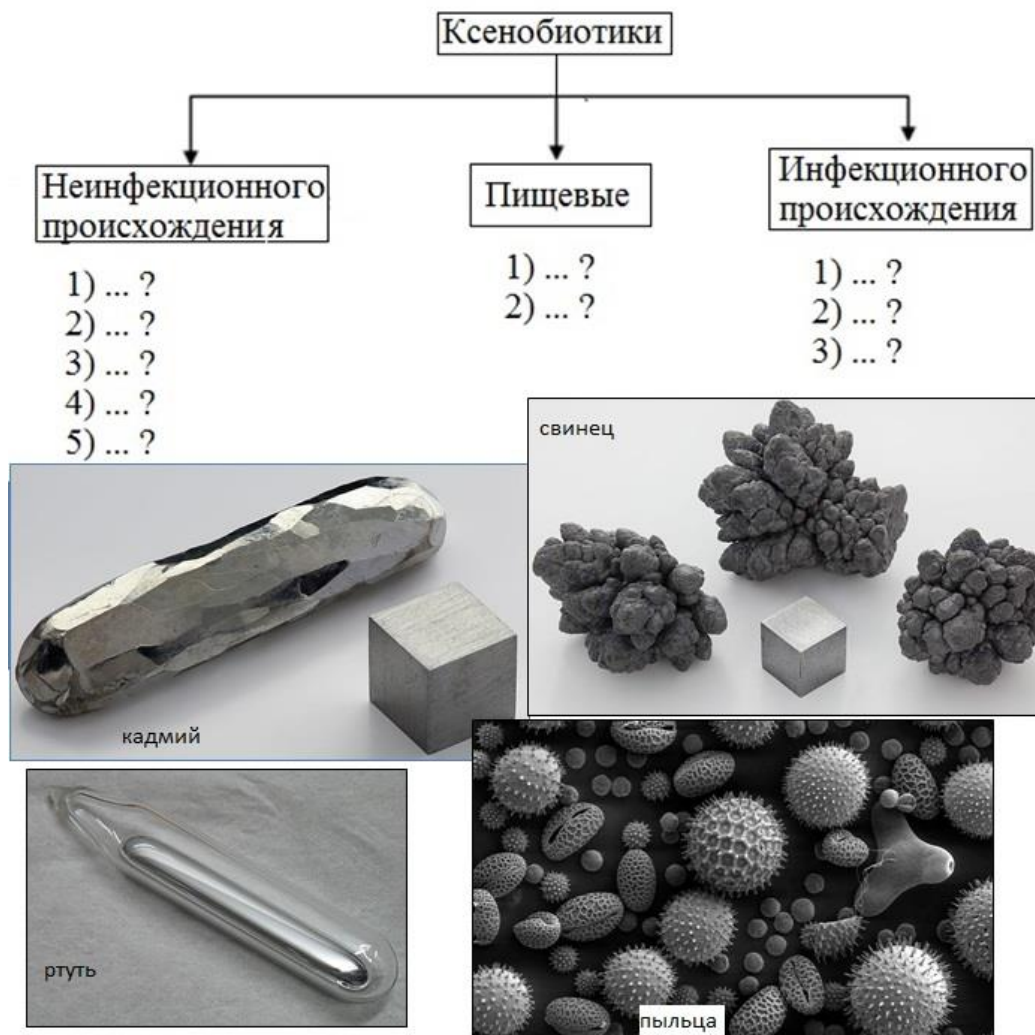 Ксенобиотики
Неинфекционного
происхождения
1) ... ?
2) ... ?
3) ... ?
4) ... ?
5) ... ?
Пищевые
1) ... ?
2) ... ?
Инфекционного
происхождения
1) ... ?
2) ... ?
3) ... ?
свинец
кадмий
ртуть
пыльца